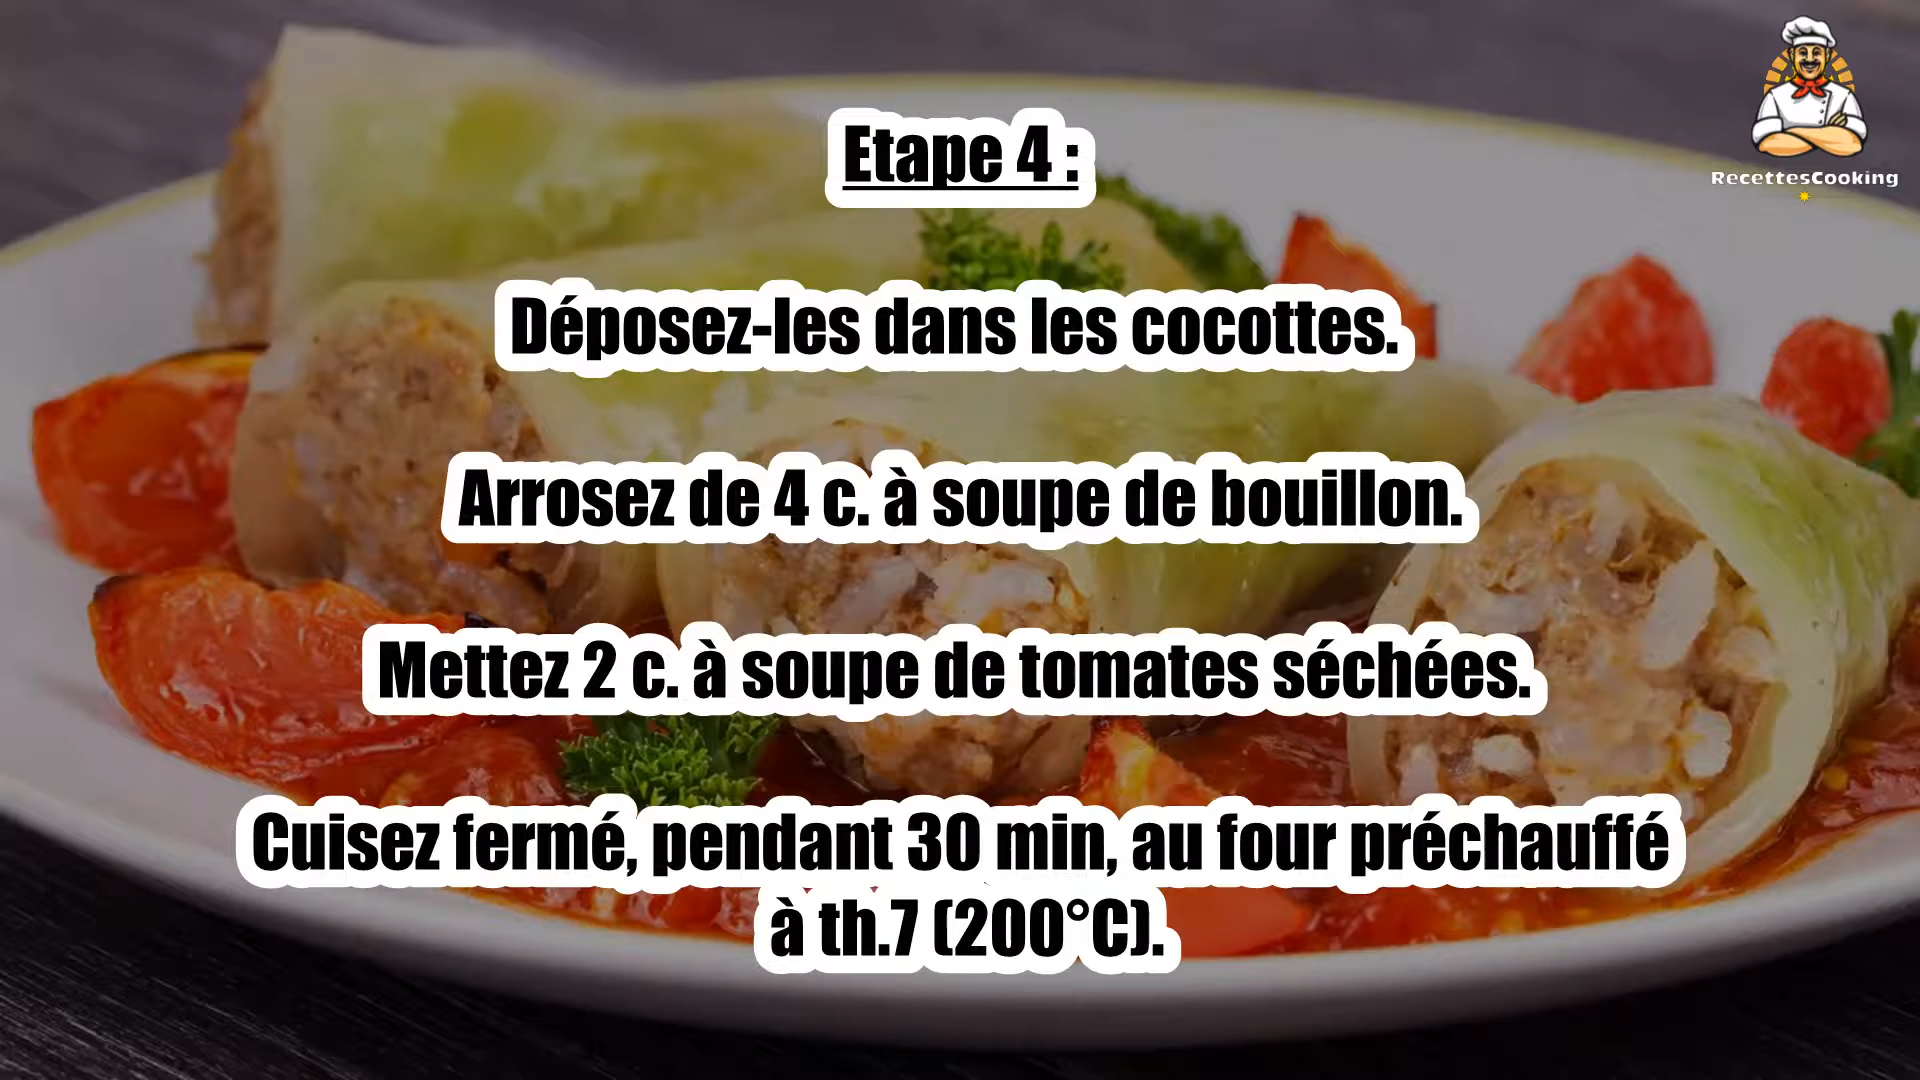 RecettesCooking
Etape 4 :
Déposez-les dans les cocottes.
Arrosez de 4 c. à soupe de bouillon.
Mettez 2 c. à soupe de tomates séchées.
Cuisez fermé, pendant 30 min, au four préchauffé
à th.7 (200°C).